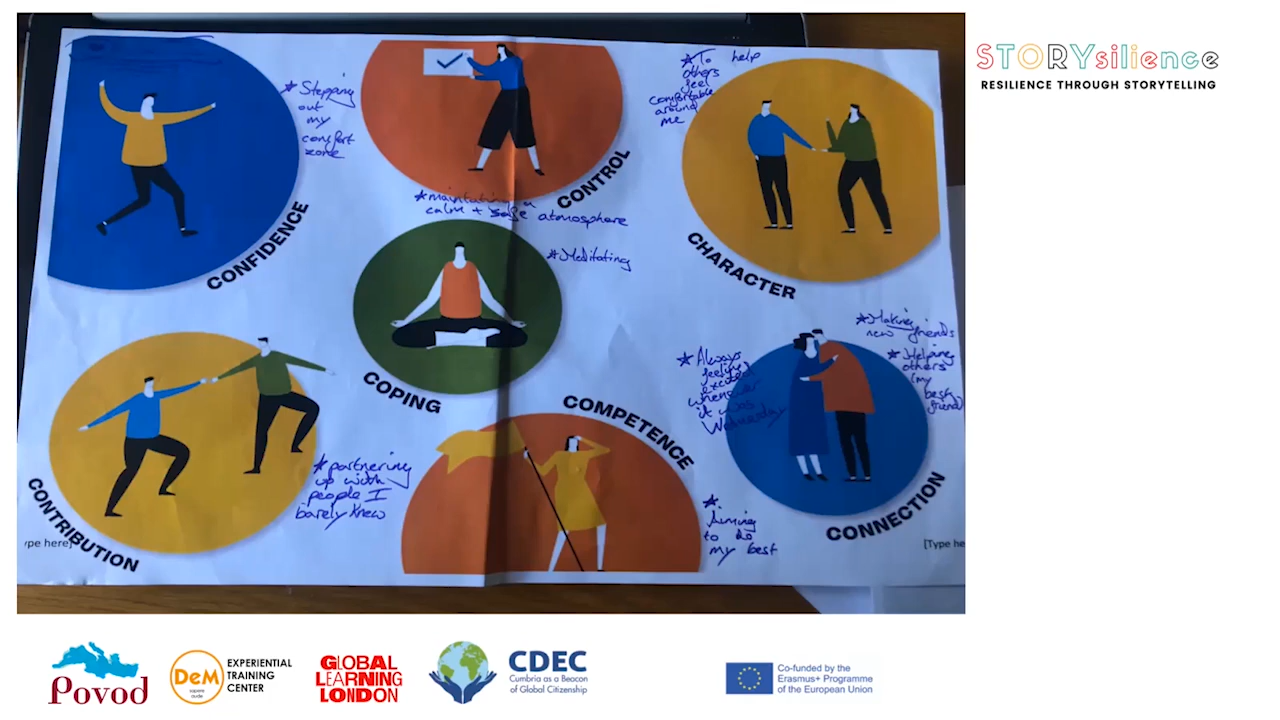 STORYsilience
RESILIENCE THROUGH STORYTELLING
* Stepping
out
my
comfort
zone
CONFIDENCE
CONTROL
* maintaining a
calm + safe atmosphere
* To help
others
feel
comfortable
around
me
CHARACTER
* Meditating
COPING
* Making
new friends
* Helping
others
(my
best
friend)
* Always
feeling
excited
whenever
it was
Wednesday
CONNECTION
COMPETENCE
* Aiming
to do
my best
* partnering
up with
people I
barely knew
CONTRIBUTION
ype here]
[Type he
Povod
DeM
sapere
aude
EXPERIENTIAL
TRAINING
CENTER
GLOBAL
LEARNING
LONDON
CDEC
Cumbria as a Beacon
of Global Citizenship
Co-funded by the
Erasmus+ Programme
of the European Union